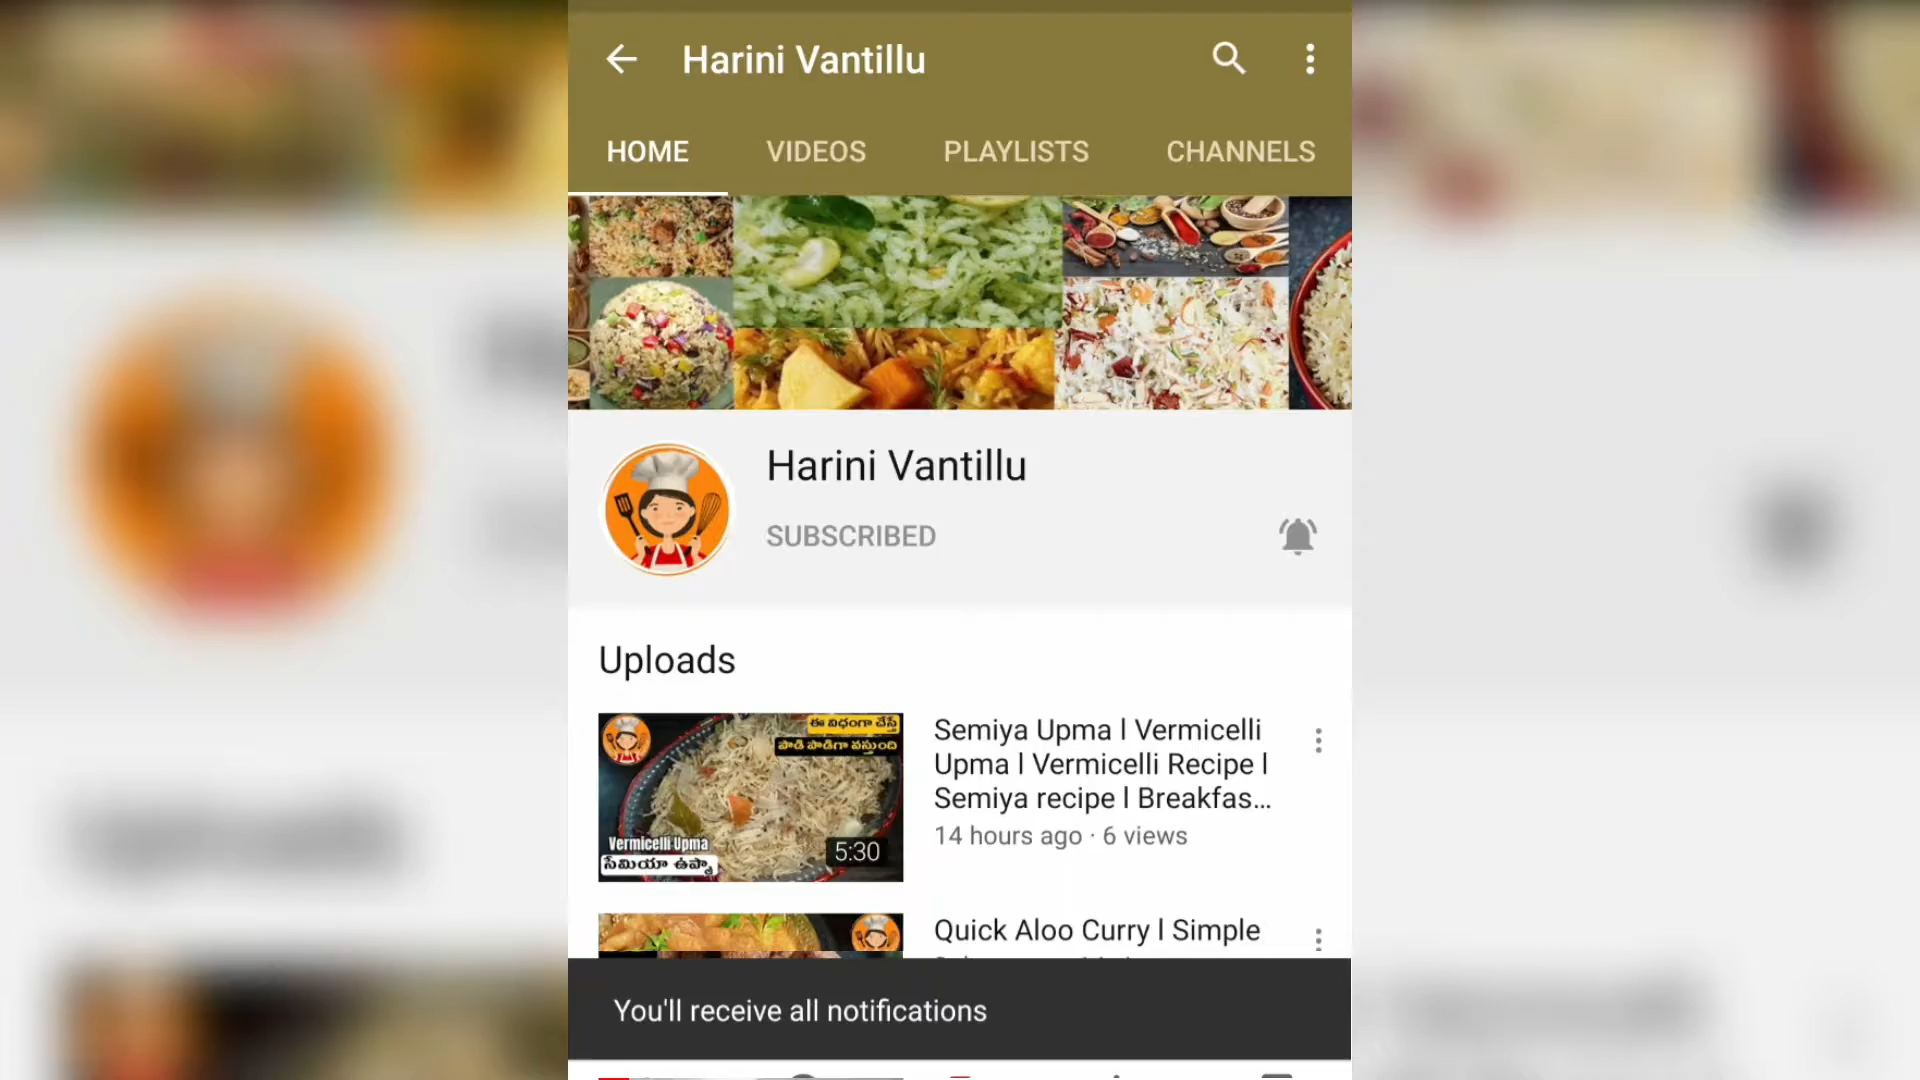 Harini Vantillu
HOME VIDEOS PLAYLISTS CHANNELS
Harini Vantillu
SUBSCRIBED
Uploads
ఈ విధంగా చేస్తే
పొడి పొడిగా వస్తుంది
Vermicelli Upma
సేమియా ఉప్మా
5:30
Semiya Upma l Vermicelli
Upma l Vermicelli Recipe l
Semiya recipe l Breakfas...
14 hours ago · 6 views
Quick Aloo Curry l Simple
You'll receive all notifications